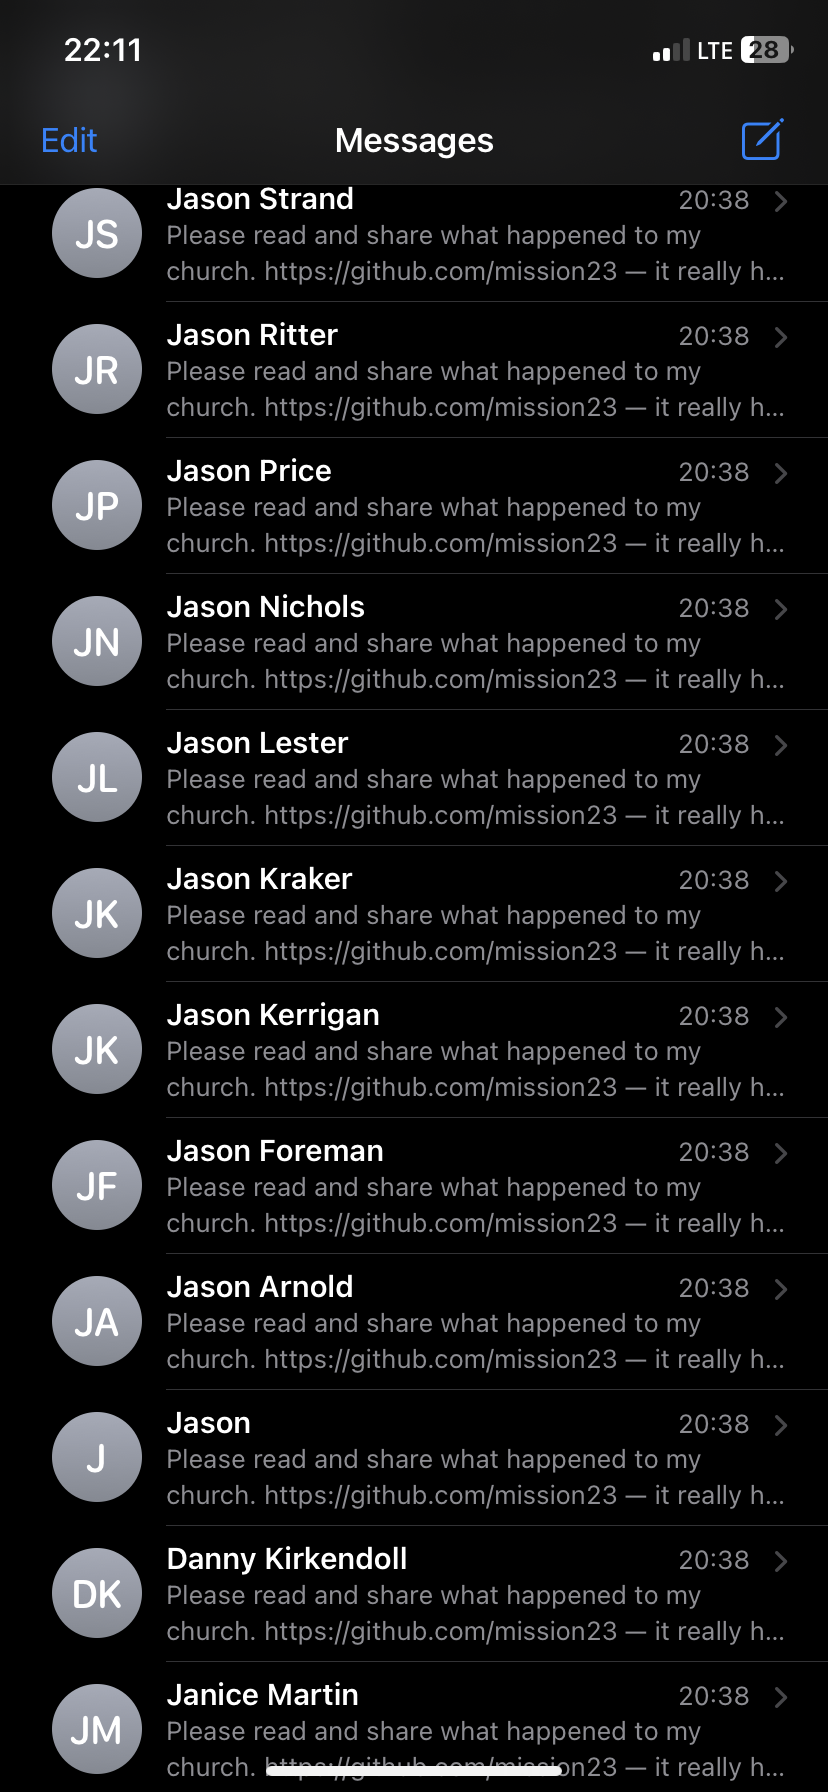 22:11
LTE 28
Edit
Messages
JS
Jason Strand 20:38
Please read and share what happened to my
church. https://github.com/mission23 — it really h...
JR
Jason Ritter 20:38
Please read and share what happened to my
church. https://github.com/mission23 — it really h...
JP
Jason Price 20:38
Please read and share what happened to my
church. https://github.com/mission23 — it really h...
JN
Jason Nichols 20:38
Please read and share what happened to my
church. https://github.com/mission23 — it really h...
JL
Jason Lester 20:38
Please read and share what happened to my
church. https://github.com/mission23 — it really h...
JK
Jason Kraker 20:38
Please read and share what happened to my
church. https://github.com/mission23 — it really h...
JK
Jason Kerrigan 20:38
Please read and share what happened to my
church. https://github.com/mission23 — it really h...
JF
Jason Foreman 20:38
Please read and share what happened to my
church. https://github.com/mission23 — it really h...
JA
Jason Arnold 20:38
Please read and share what happened to my
church. https://github.com/mission23 — it really h...
J
Jason 20:38
Please read and share what happened to my
church. https://github.com/mission23 — it really h...
DK
Danny Kirkendoll 20:38
Please read and share what happened to my
church. https://github.com/mission23 — it really h...
JM
Janice Martin 20:38
Please read and share what happened to my
church. https://github.com/mission23 — it really h...